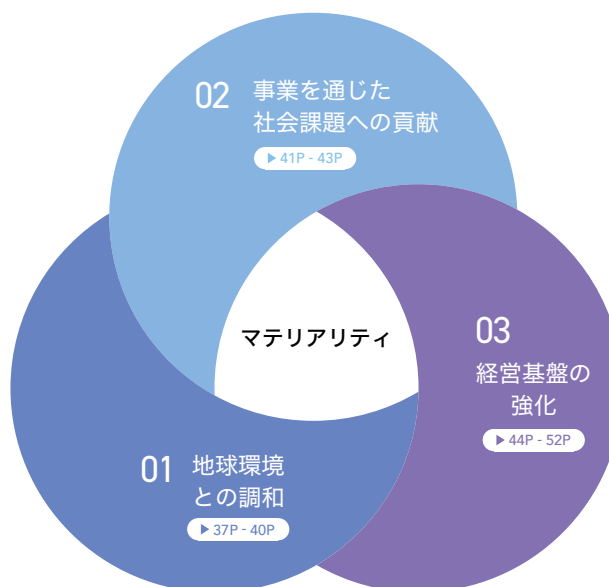 02
事業を通じた
社会課題への貢献
▶41P - 43P
マテリアリティ
03
経営基盤の
強化
▶44P - 52P
01
地球環境
との調和
▶37P - 40P